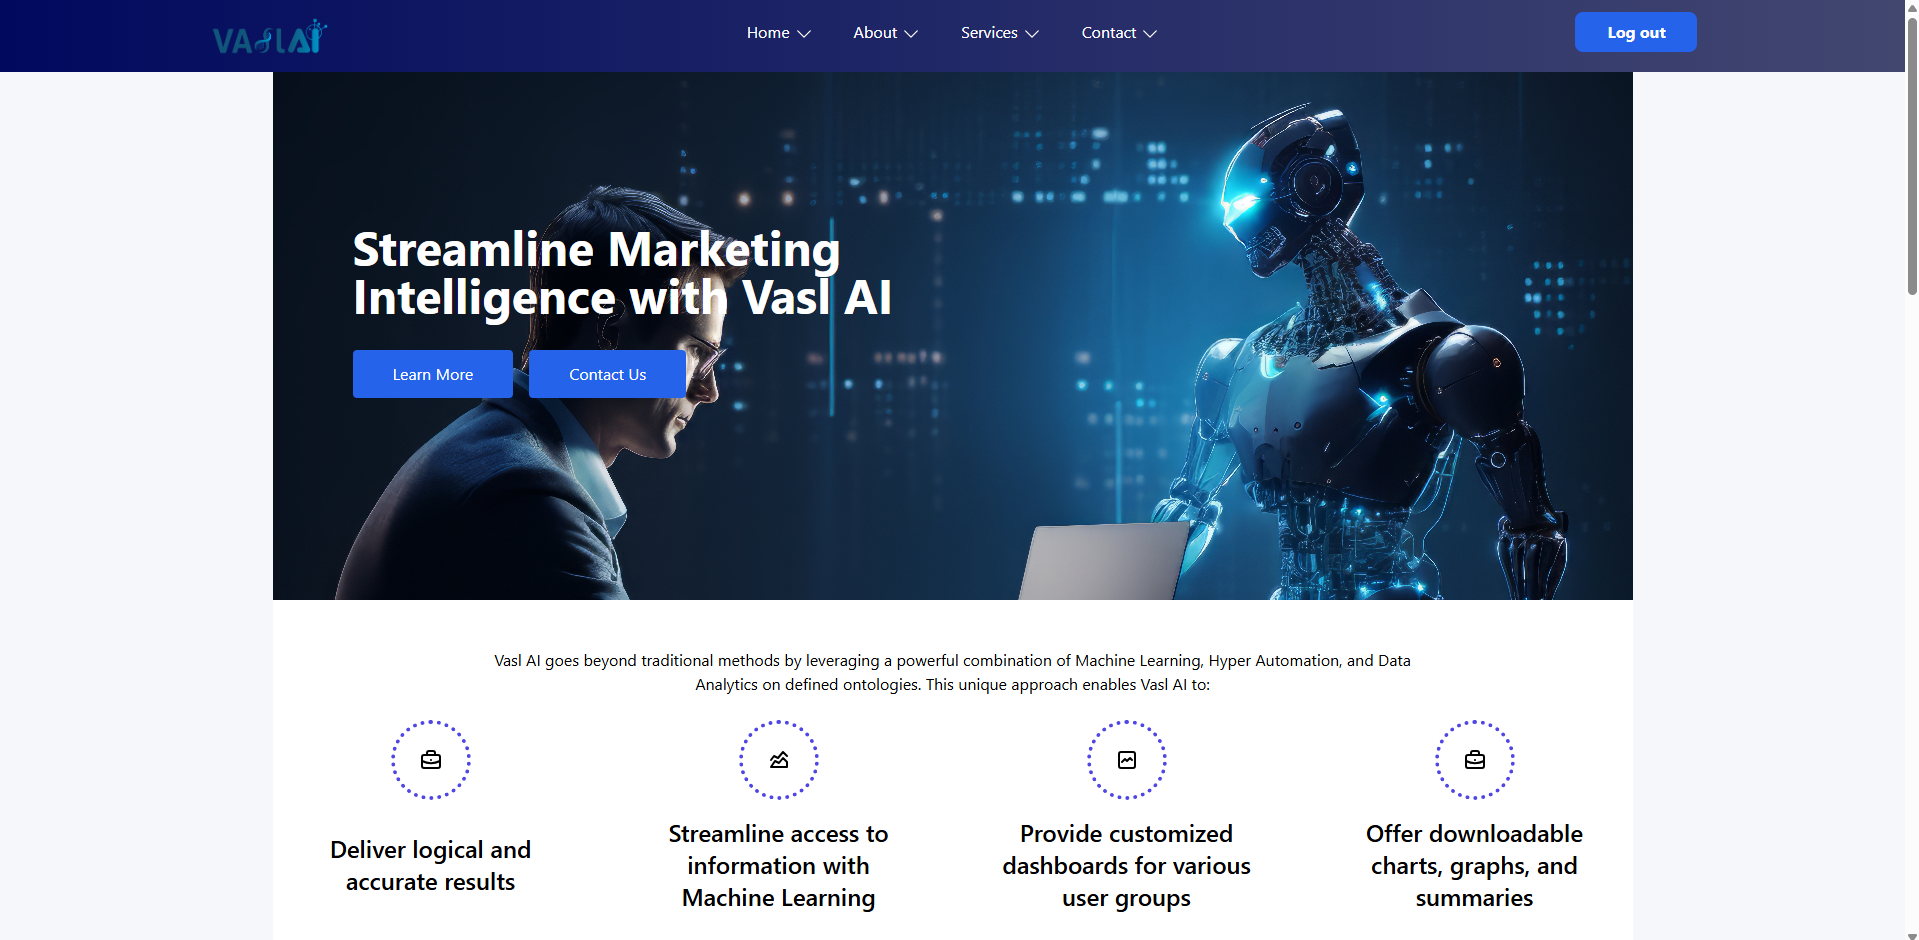 VASLAI
Home
About
Services
Contact
Log out
Streamline Marketing
Intelligence with Vasl AI
Learn More
Contact Us
Vasl AI goes beyond traditional methods by leveraging a powerful combination of Machine Learning, Hyper Automation, and Data
Analytics on defined ontologies. This unique approach enables Vasl AI to:
Deliver logical and
accurate results
Streamline access to
information with
Machine Learning
Provide customized
dashboards for various
user groups
Offer downloadable
charts, graphs, and
summaries